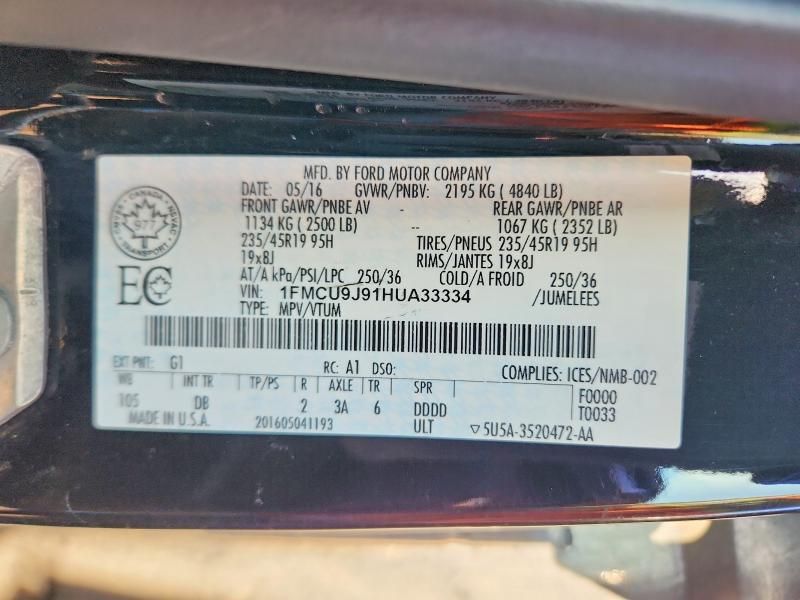 MFD. BY FORD MOTOR COMPANY
DATE: 05/16 GVWR/PNBV: 2195 KG ( 4840 LB)
FRONT GAWR/PNBE AV - REAR GAWR/PNBE AR
1134 KG ( 2500 LB) -- 1067 KG ( 2352 LB)
235/45R19 95H TIRES/PNEUS 235/45R19 95H
19x8J RIMS/JANTES 19x8J
AT/A kPa/PSI/LPC 250/36 COLD/A FROID 250/36
VIN: 1FMCU9J91HUA33334 /JUMELEES
TYPE: MPV/VTUM
CANADA
977
TRANSPORT
EC
EXT PNT: G1 RC: A1 DSO: COMPLIES: ICES/NMB-002
WB INT TR TP/PS R AXLE TR SPR F0000
105 DB 2 3A 6 DDDD T0033
MADE IN U.S.A. 201605041193 ULT ▽5U5A-3520472-AA